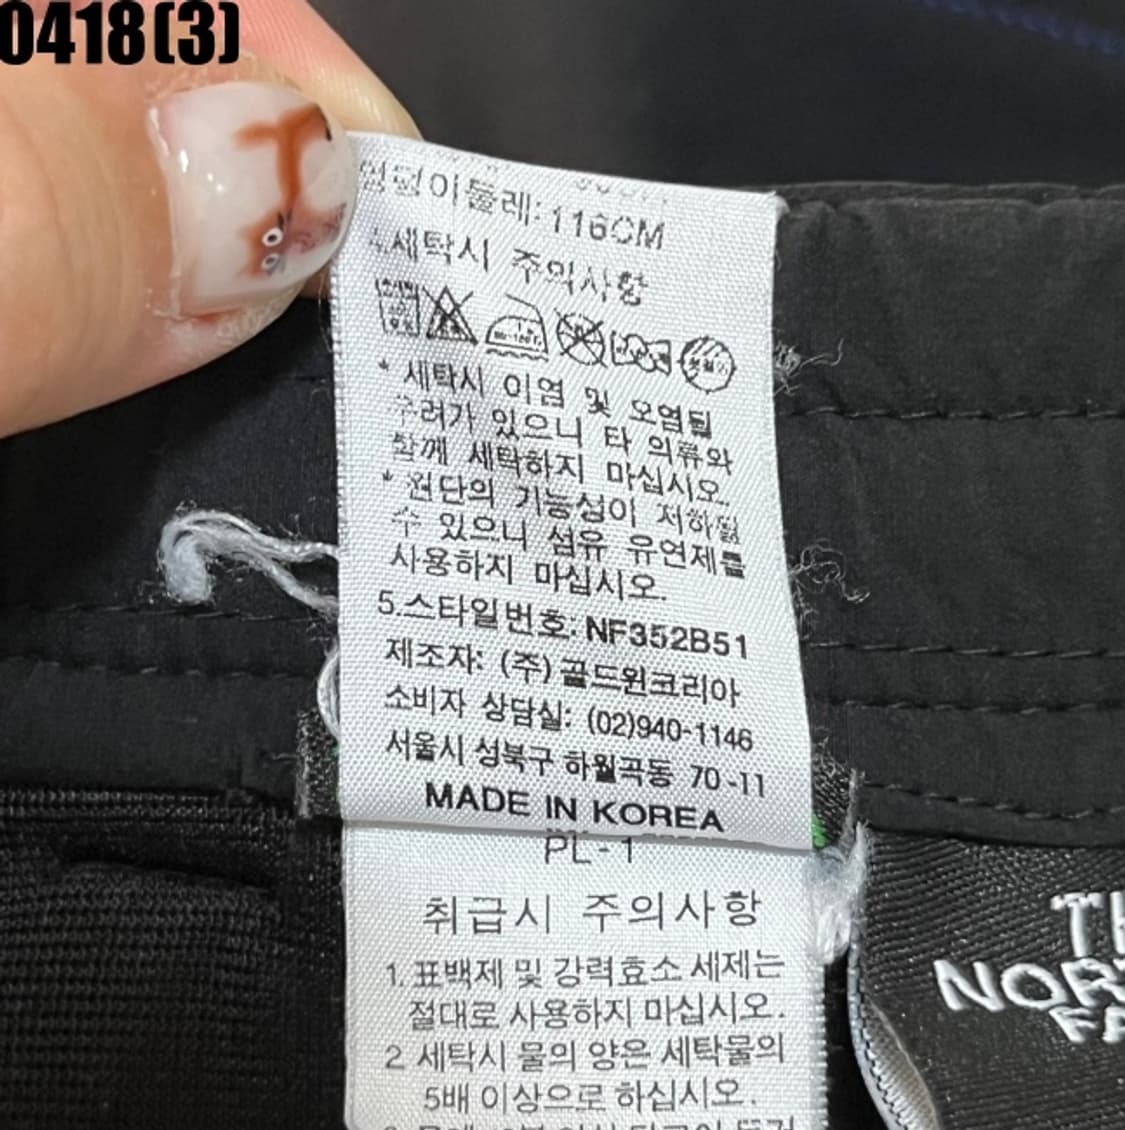 0418(3)
엉덩이둘레: 116CM
4.세탁시 주의사항
* 세탁시 이염 및 오염될
우려가 있으니 타 의류와
함께 세탁하지 마십시오.
* 원단의 기능성이 저하될
수 있으니 섬유 유연제를
사용하지 마십시오.
5.스타일번호: NF352B51
제조자: (주)골드윈코리아
소비자 상담실: (02)940-1146
서울시 성북구 하월곡동 70-11
MADE IN KOREA
PL-1
취급시 주의사항
1. 표백제 및 강력효소 세제는
절대로 사용하지 마십시오.
2 세탁시 물의 양은 세탁물의
5배 이상으로 하십시오.
NOR